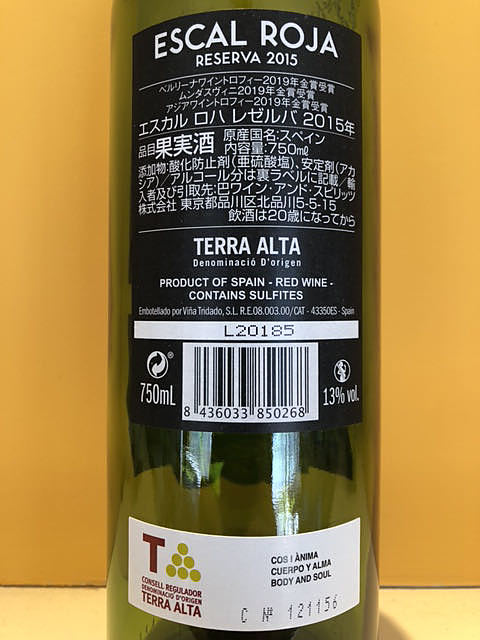 ESCAL ROJA
RESERVA 2015
ベルリーナワイントロフィー2019年金賞受賞
ムンダスヴィニ2019年金賞受賞
アジアワイントロフィー2019年金賞受賞
エスカル ロハ レゼルバ 2015年
品目 果実酒 原産国名:スペイン
内容量:750㎖
添加物:酸化防止剤(亜硫酸塩)、安定剤(アカ
シア)/アルコール分は裏ラベルに記載/輸
入者及び引取先:巴ワイン・アンド・スピリッツ
株式会社 東京都品川区北品川5-5-15
飲酒は20歳になってから
TERRA ALTA
Denominació D'origen
PRODUCT OF SPAIN - RED WINE -
CONTAINS SULFITES
Embotellado por Viña Tridado, S.L. R.E.08.003.00/CAT - 43350ES - Spain
L20185
750mL
13% vol.
8 436033 850268
T
CONSELL REGULADOR
DENOMINACIÓ D'ORIGEN
TERRA ALTA
COS I ÀNIMA
CUERPO Y ALMA
BODY AND SOUL
C Nº 121156